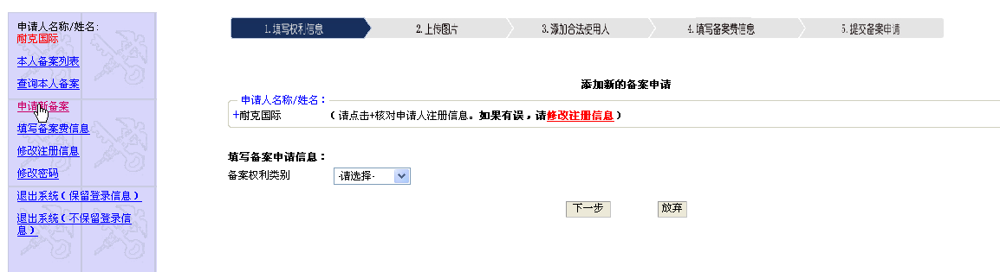 申请人名称/姓名:
耐克国际
本人备案列表
查询本人备案
申请新备案
填写备案费信息
修改注册信息
修改密码
退出系统(保留登录信息)
退出系统(不保留登录信息)
1.填写权利信息
2.上传图片
3.添加合法使用人
4.填写备案费信息
5.提交备案申请
添加新的备案申请
申请人名称/姓名：
+耐克国际 (请点击+核对申请人注册信息。如果有误，请修改注册信息)
填写备案申请信息：
备案权利类别 -请选择-
下一步 放弃